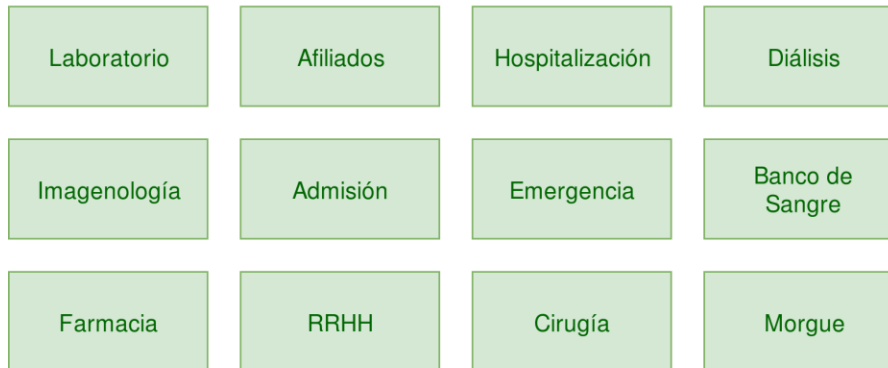 Laboratorio
Afiliados
Hospitalización
Diálisis
Imagenología
Admisión
Emergencia
Banco de
Sangre
Farmacia
RRHH
Cirugía
Morgue